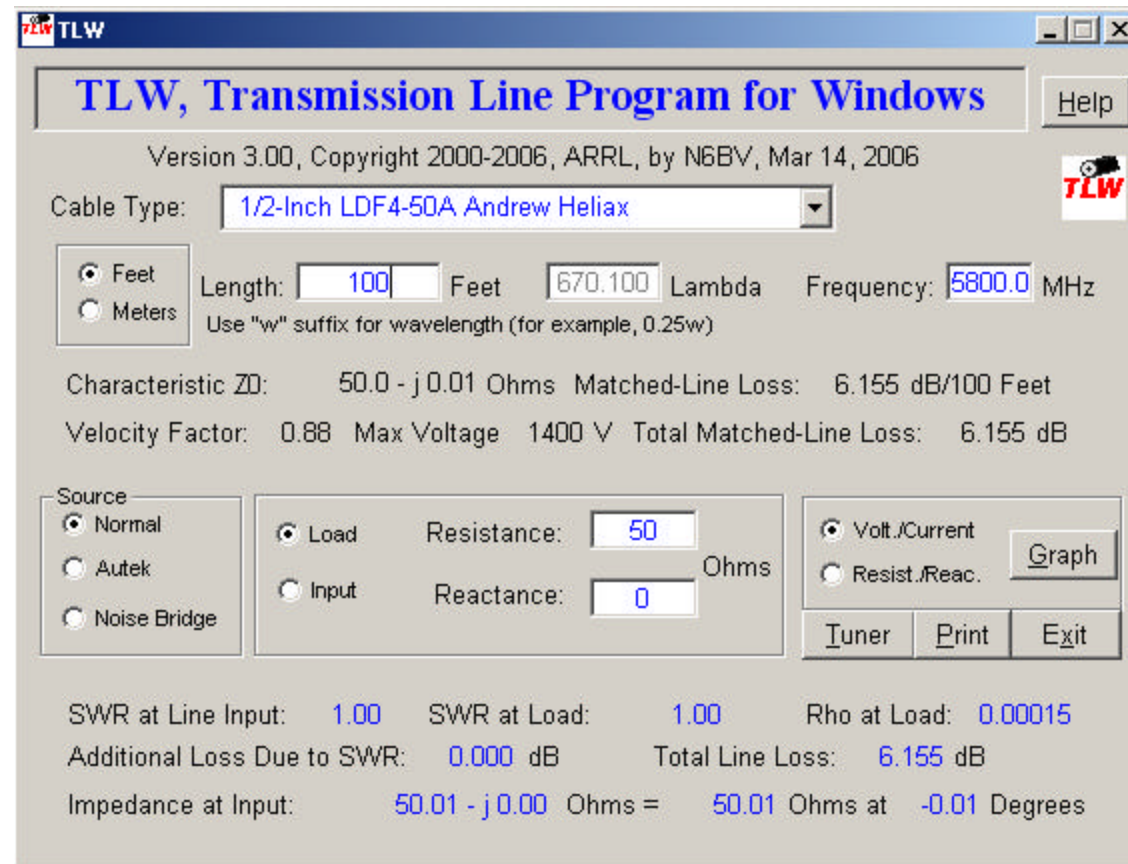 TLW TLW
TLW, Transmission Line Program for Windows
Help
Version 3.00, Copyright 2000-2006, ARRL, by N6BV, Mar 14, 2006
TLW
Cable Type: 1/2-Inch LDF4-50A Andrew Heliax
Feet
Meters
Length: 100 Feet 670.100 Lambda Frequency: 5800.0 MHz
Use "w" suffix for wavelength (for example, 0.25w)
Characteristic Z0: 50.0 - j 0.01 Ohms Matched-Line Loss: 6.155 dB/100 Feet
Velocity Factor: 0.88 Max Voltage 1400 V Total Matched-Line Loss: 6.155 dB
Source
Normal
Autek
Noise Bridge
Load
Input
Resistance: 50
Reactance: 0
Ohms
Volt./Current
Resist./Reac.
Graph
Tuner Print Exit
SWR at Line Input: 1.00 SWR at Load: 1.00 Rho at Load: 0.00015
Additional Loss Due to SWR: 0.000 dB Total Line Loss: 6.155 dB
Impedance at Input: 50.01 - j 0.00 Ohms = 50.01 Ohms at -0.01 Degrees